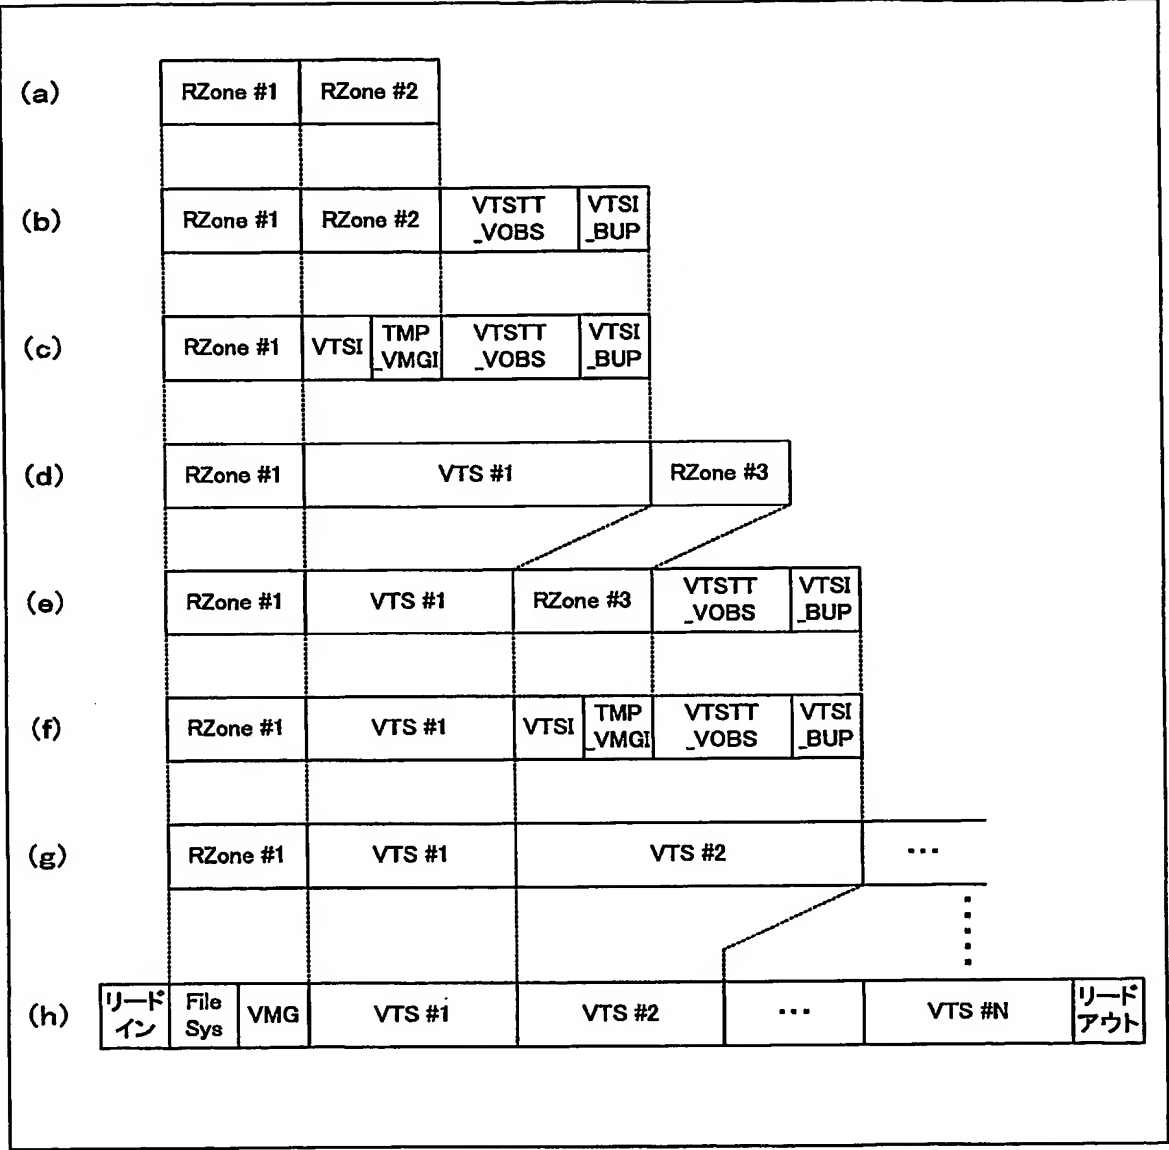 (a) RZone #1 RZone #2
(b) RZone #1 RZone #2 VTSTT _VOBS VTSI _BUP
(c) RZone #1 VTSI TMP _VMGI VTSTT _VOBS VTSI _BUP
(d) RZone #1 VTS #1 RZone #3
(e) RZone #1 VTS #1 RZone #3 VTSTT _VOBS VTSI _BUP
(f) RZone #1 VTS #1 VTSI TMP _VMGI VTSTT _VOBS VTSI _BUP
(g) RZone #1 VTS #1 VTS #2 ...
(h) リードイン File Sys VMG VTS #1 VTS #2 ... VTS #N リードアウト